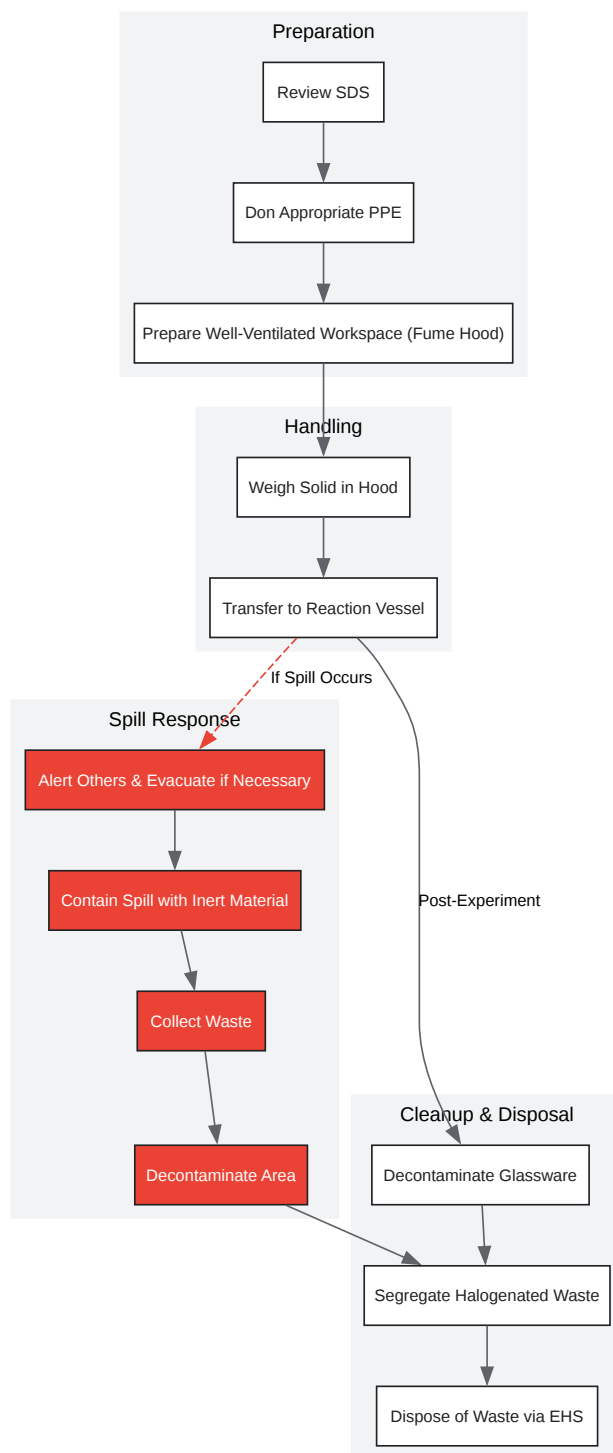 Preparation
Review SDS
Don Appropriate PPE
Prepare Well-Ventilated Workspace (Fume Hood)
Handling
Weigh Solid in Hood
Transfer to Reaction Vessel
If Spill Occurs
Spill Response
Alert Others & Evacuate if Necessary
Contain Spill with Inert Material
Post-Experiment
Collect Waste
Cleanup & Disposal
Decontaminate Area
Decontaminate Glassware
Segregate Halogenated Waste
Dispose of Waste via EHS